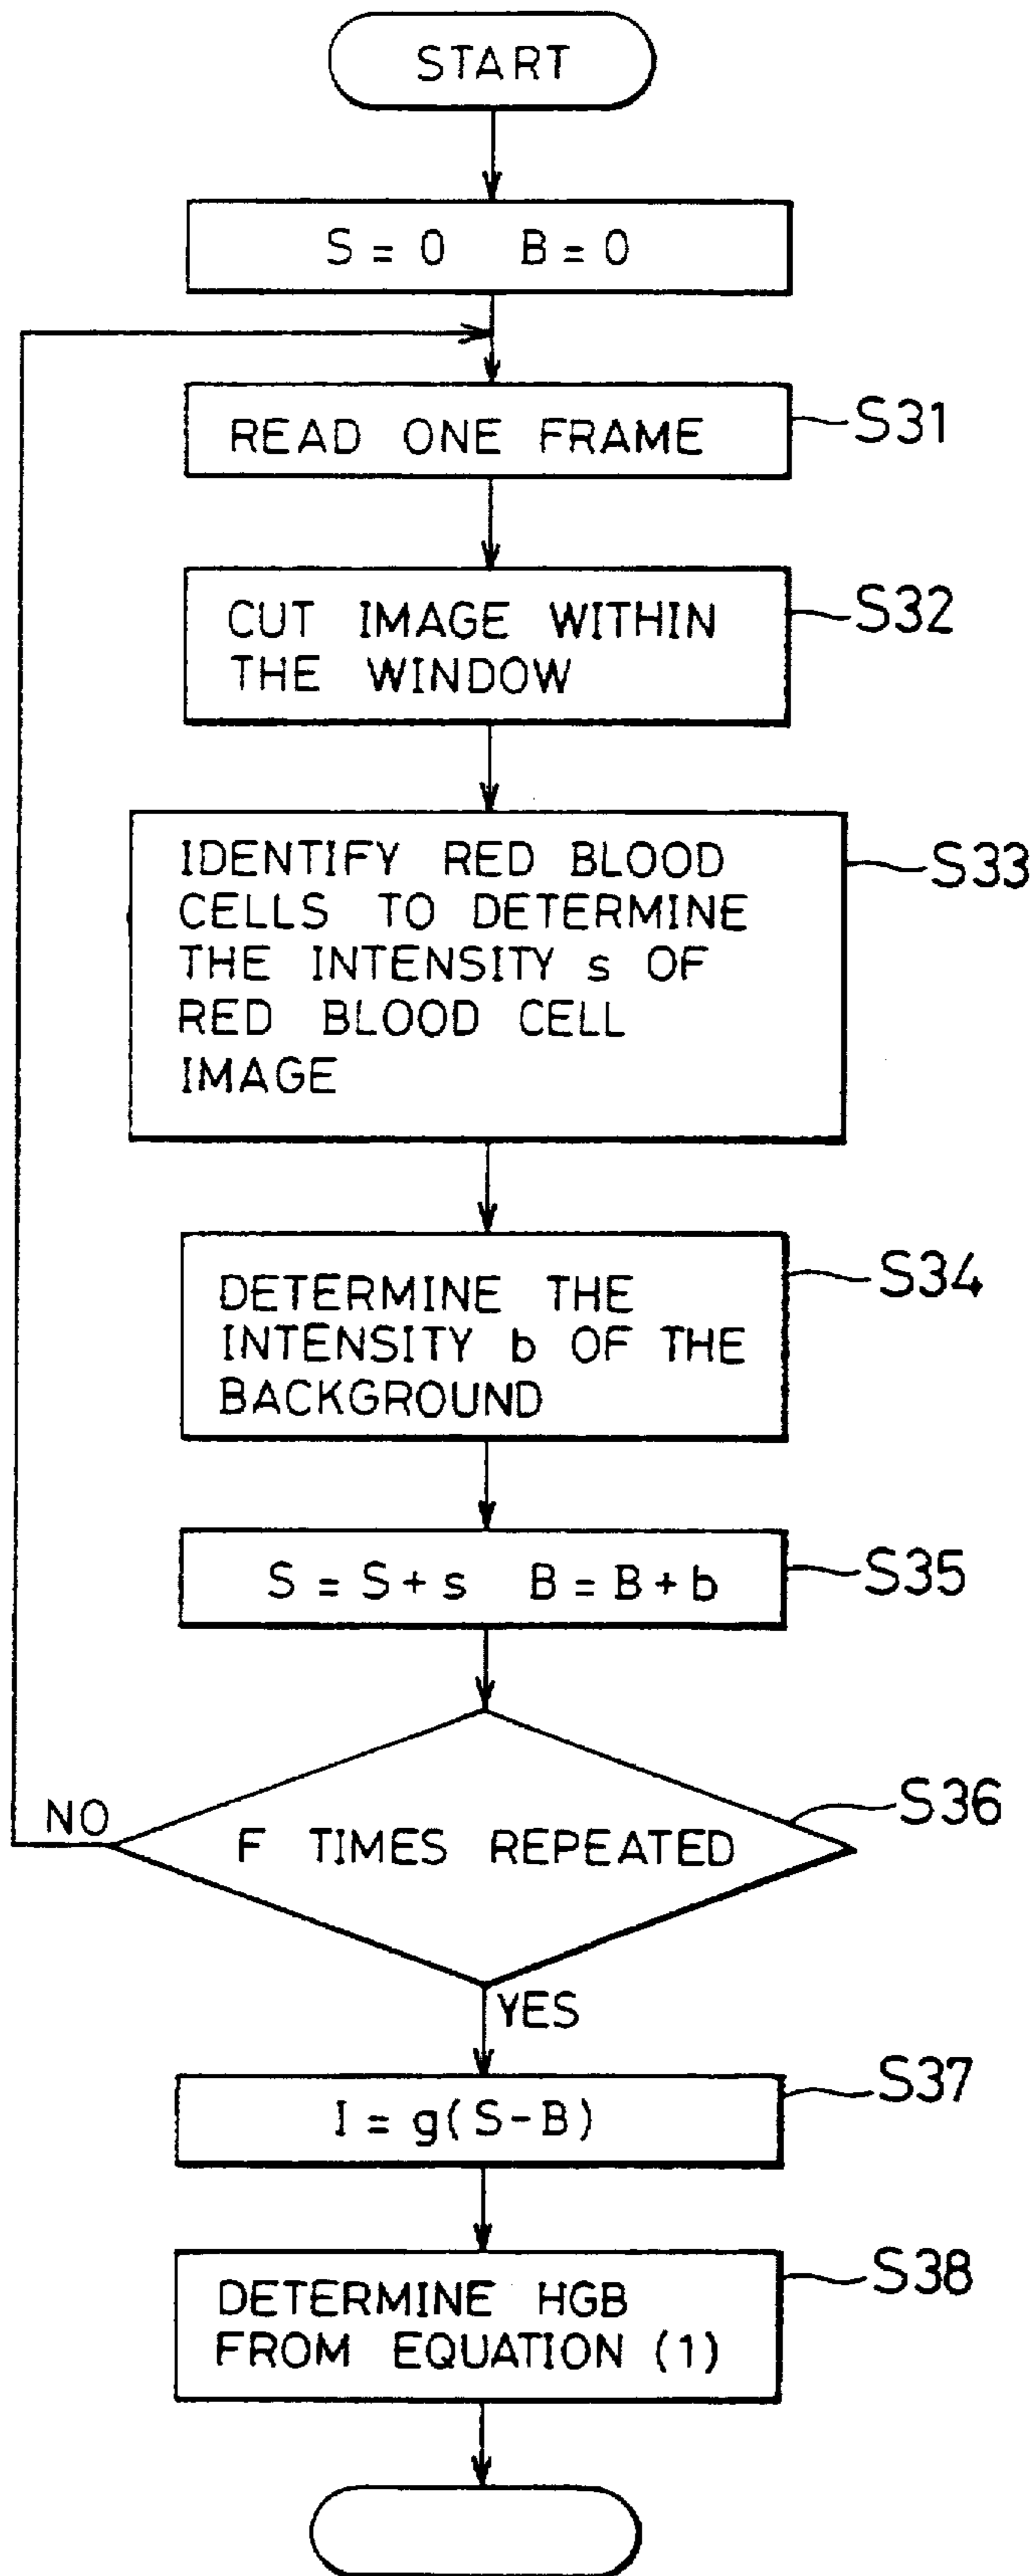 START
S = 0 B = 0
READ ONE FRAME
S31
CUT IMAGE WITHIN
THE WINDOW
S32
IDENTIFY RED BLOOD
CELLS TO DETERMINE
THE INTENSITY s OF
RED BLOOD CELL
IMAGE
S33
DETERMINE THE
INTENSITY b OF THE
BACKGROUND
S34
S = S + s B = B + b
S35
F TIMES REPEATED
S36
NO
YES
I = g(S-B)
S37
DETERMINE HGB
FROM EQUATION (1)
S38